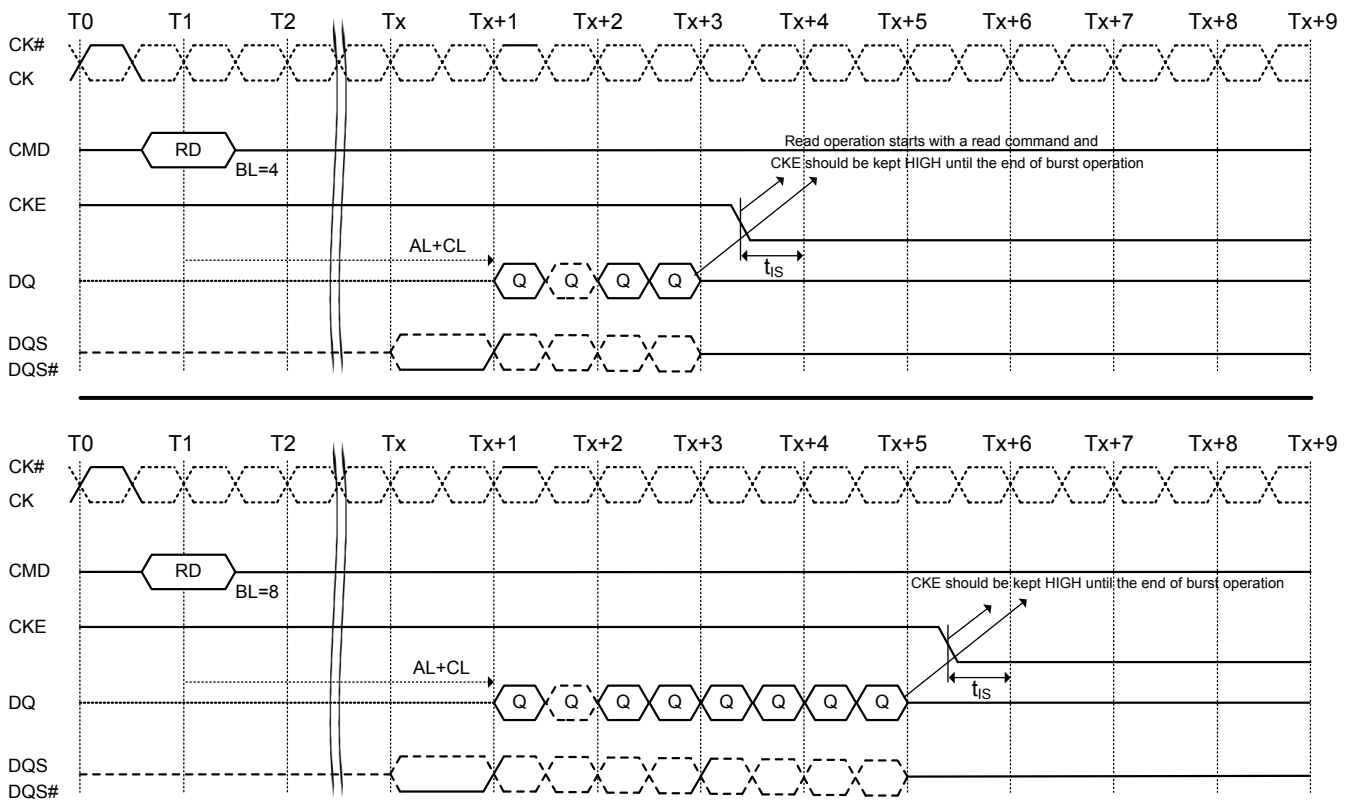 T0 T1 T2 Tx Tx+1 Tx+2 Tx+3 Tx+4 Tx+5 Tx+6 Tx+7 Tx+8 Tx+9
CK#
CK
Read operation starts with a read command and
CMD RD
BL=4
CKE should be kept HIGH until the end of burst operation
CKE
AL+CL
tIS
DQ Q Q Q Q
DQS
DQS#
T0 T1 T2 Tx Tx+1 Tx+2 Tx+3 Tx+4 Tx+5 Tx+6 Tx+7 Tx+8 Tx+9
CK#
CK
CMD RD
CKE should be kept HIGH until the end of burst operation
BL=8
CKE
AL+CL
tIS
DQ Q Q Q Q Q Q Q Q
DQS
DQS#